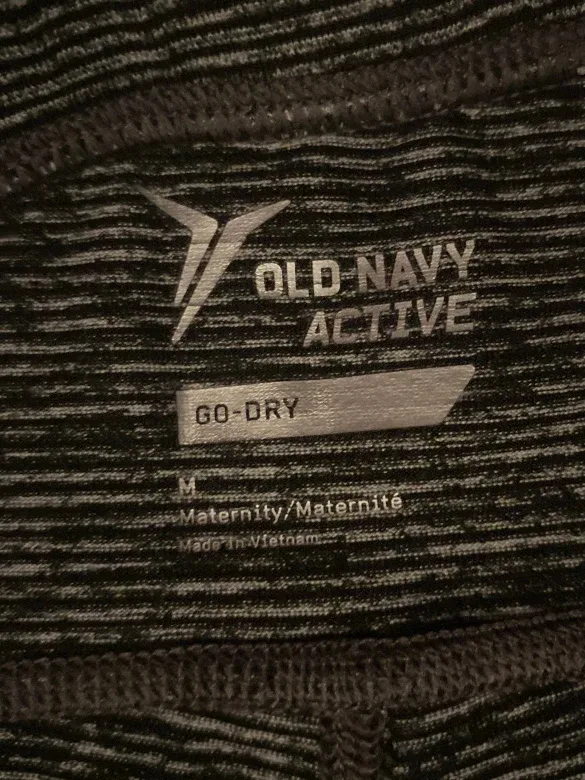 OLD NAVY
ACTIVE
GO-DRY
M
Maternity/Maternité
Made in Vietnam